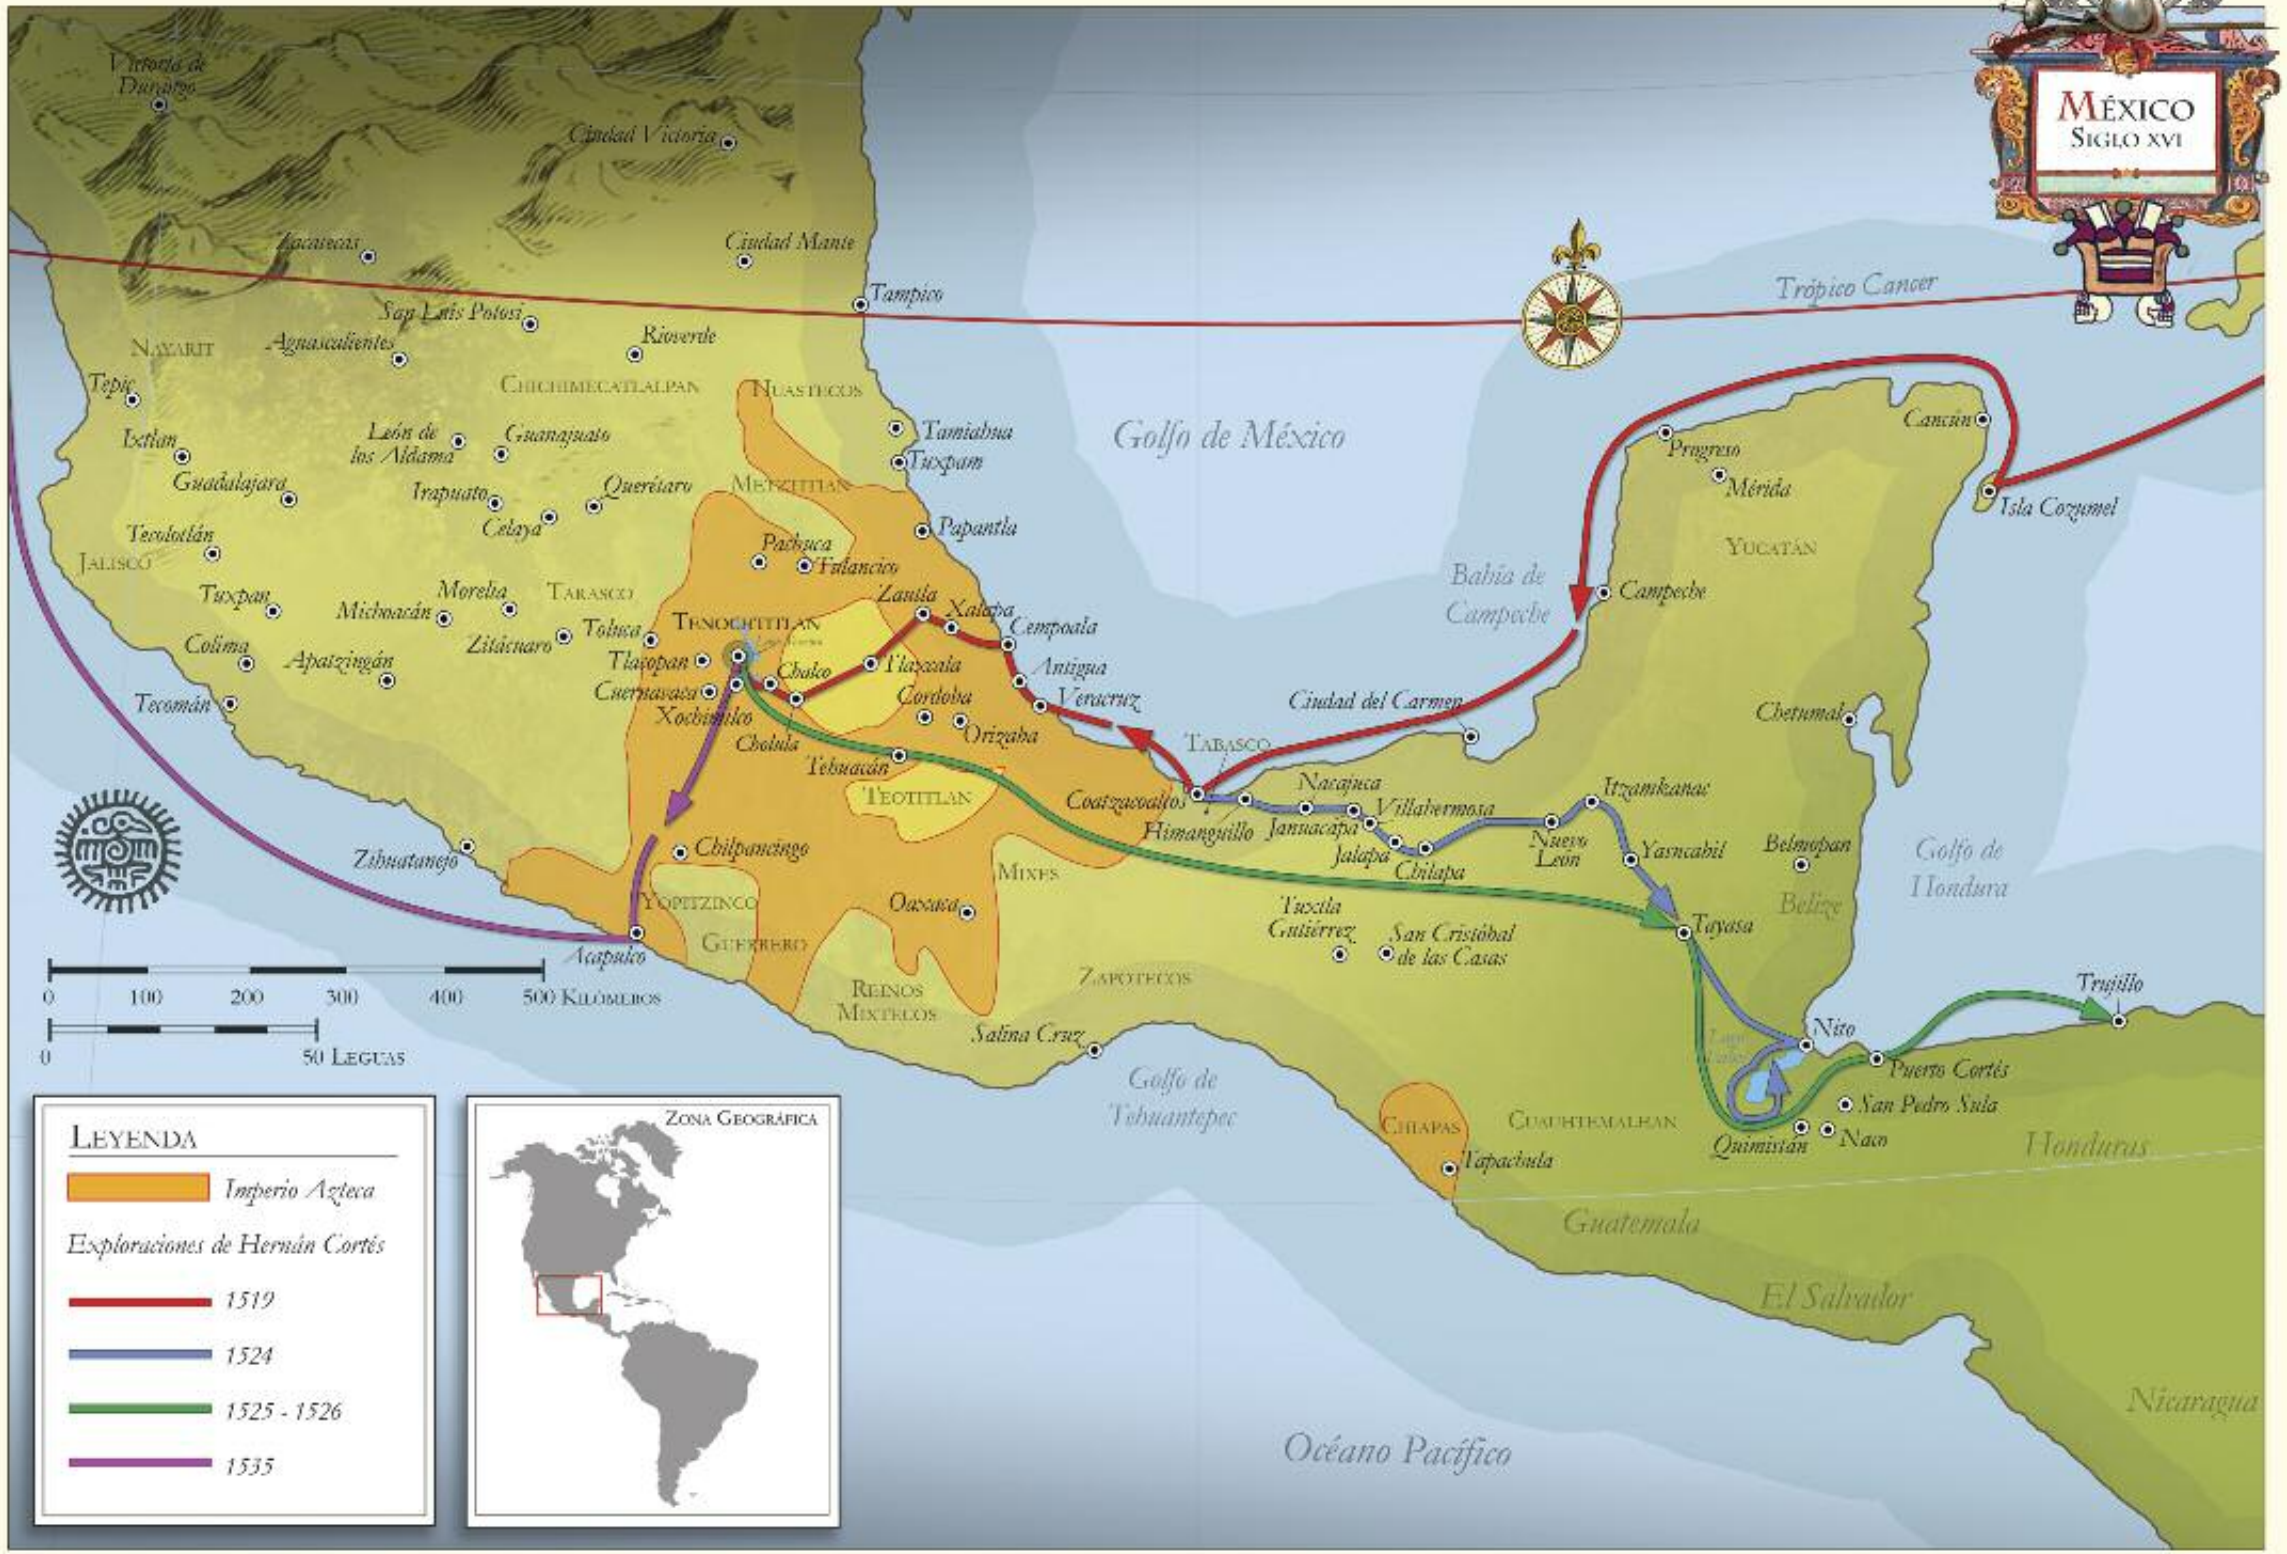 MÉXICO
SIGLO XVI
Victoria de
Durango
Ciudad Victoria
Zacatecas
Ciudad Mante
Tampico
Trópico Cancer
San Luis Potosi
Rioverde
Aguascalientes
NAYARIT
CHICHIMECATLALPAN
HUASTECOS
Tepic
Cancún
León de
los Aldama
Guanajuato
Tamiahua
Golfo de México
Progreso
Ixtlan
Tuxpam
Guadalajara
Irapuato
Querétaro
METZTITLAN
Mérida
Isla Cozumel
Celaya
Papantla
Tecolotlán
Pachuca
YUCATÁN
JALISCO
Tulancico
Bahía de
Campeche
Campeche
Tuxpan
Morelia
TARASCO
Michoacán
Zautla
Xalapa
Cempoala
Toluca
TENOCHTITLAN
Zitácuaro
Colima
Apatzingán
Tlacopan
Chalco
Tlaxcala
Antigua
Cuernavaca
Cordoba
Veracruz
Ciudad del Carmen
Tecomán
Xochimilco
Chetumal
Cholula
Orizaba
TABASCO
Tehuacán
TEOTITLAN
Coatzacoalcos
Nacajuca
Itzamkanac
Villahermosa
Himanguillo
Januacapa
Zihuatanejo
Chilpancingo
Jalapa
Chilapa
Nuevo
León
Yasncabil
Belmopan
Golfo de
Hondura
MIXES
YOPITZINCO
Oaxaca
Tuxtla
Gutiérrez
San Cristóbal
de las Casas
Belize
Tayasa
GUERRERO
Acapulco
ZAPOTECOS
REINOS
MIXTECOS
Trujillo
0 100 200 300 400 500 KILÓMEROS
Salina Cruz
Nito
0 50 LEGUAS
Golfo de
Tehuantepec
Puerto Cortés
San Pedro Sula
CHIAPAS
CUAUHTEMALHAN
Quimistán
Naco
Honduras
Tapachula
Guatemala
El Salvador
Nicaragua
Océano Pacífico
LEYENDA
Imperio Azteca
Exploraciones de Hernán Cortés
1519
1524
1525 - 1526
1535
ZONA GEOGRÁFICA